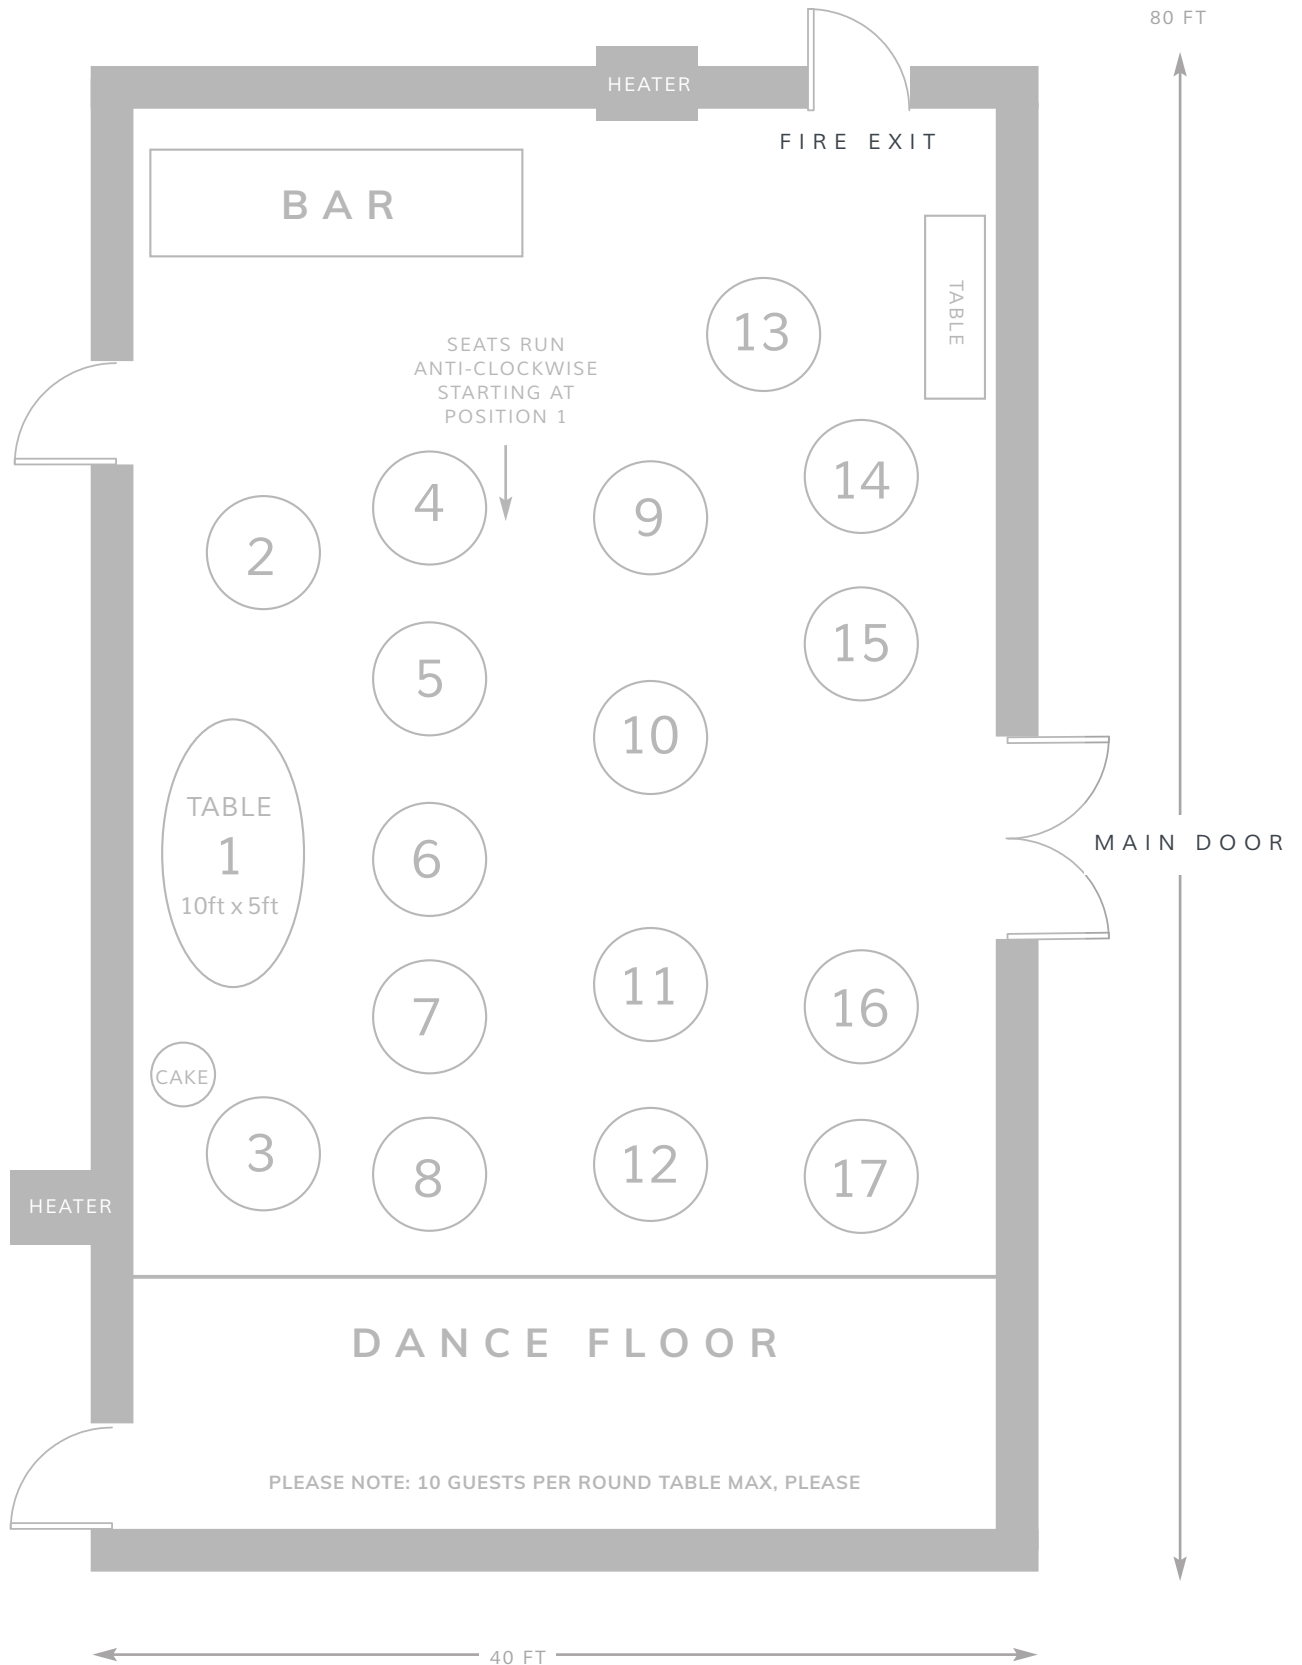 80 FT
HEATER
FIRE EXIT
BAR
TABLE
13
SEATS RUN
ANTI-CLOCKWISE
STARTING AT
POSITION 1
14
4
9
2
15
5
10
TABLE
1
10ft x 5ft
MAIN DOOR
6
11
16
7
CAKE
3
8
12
17
HEATER
DANCE FLOOR
PLEASE NOTE: 10 GUESTS PER ROUND TABLE MAX, PLEASE
40 FT